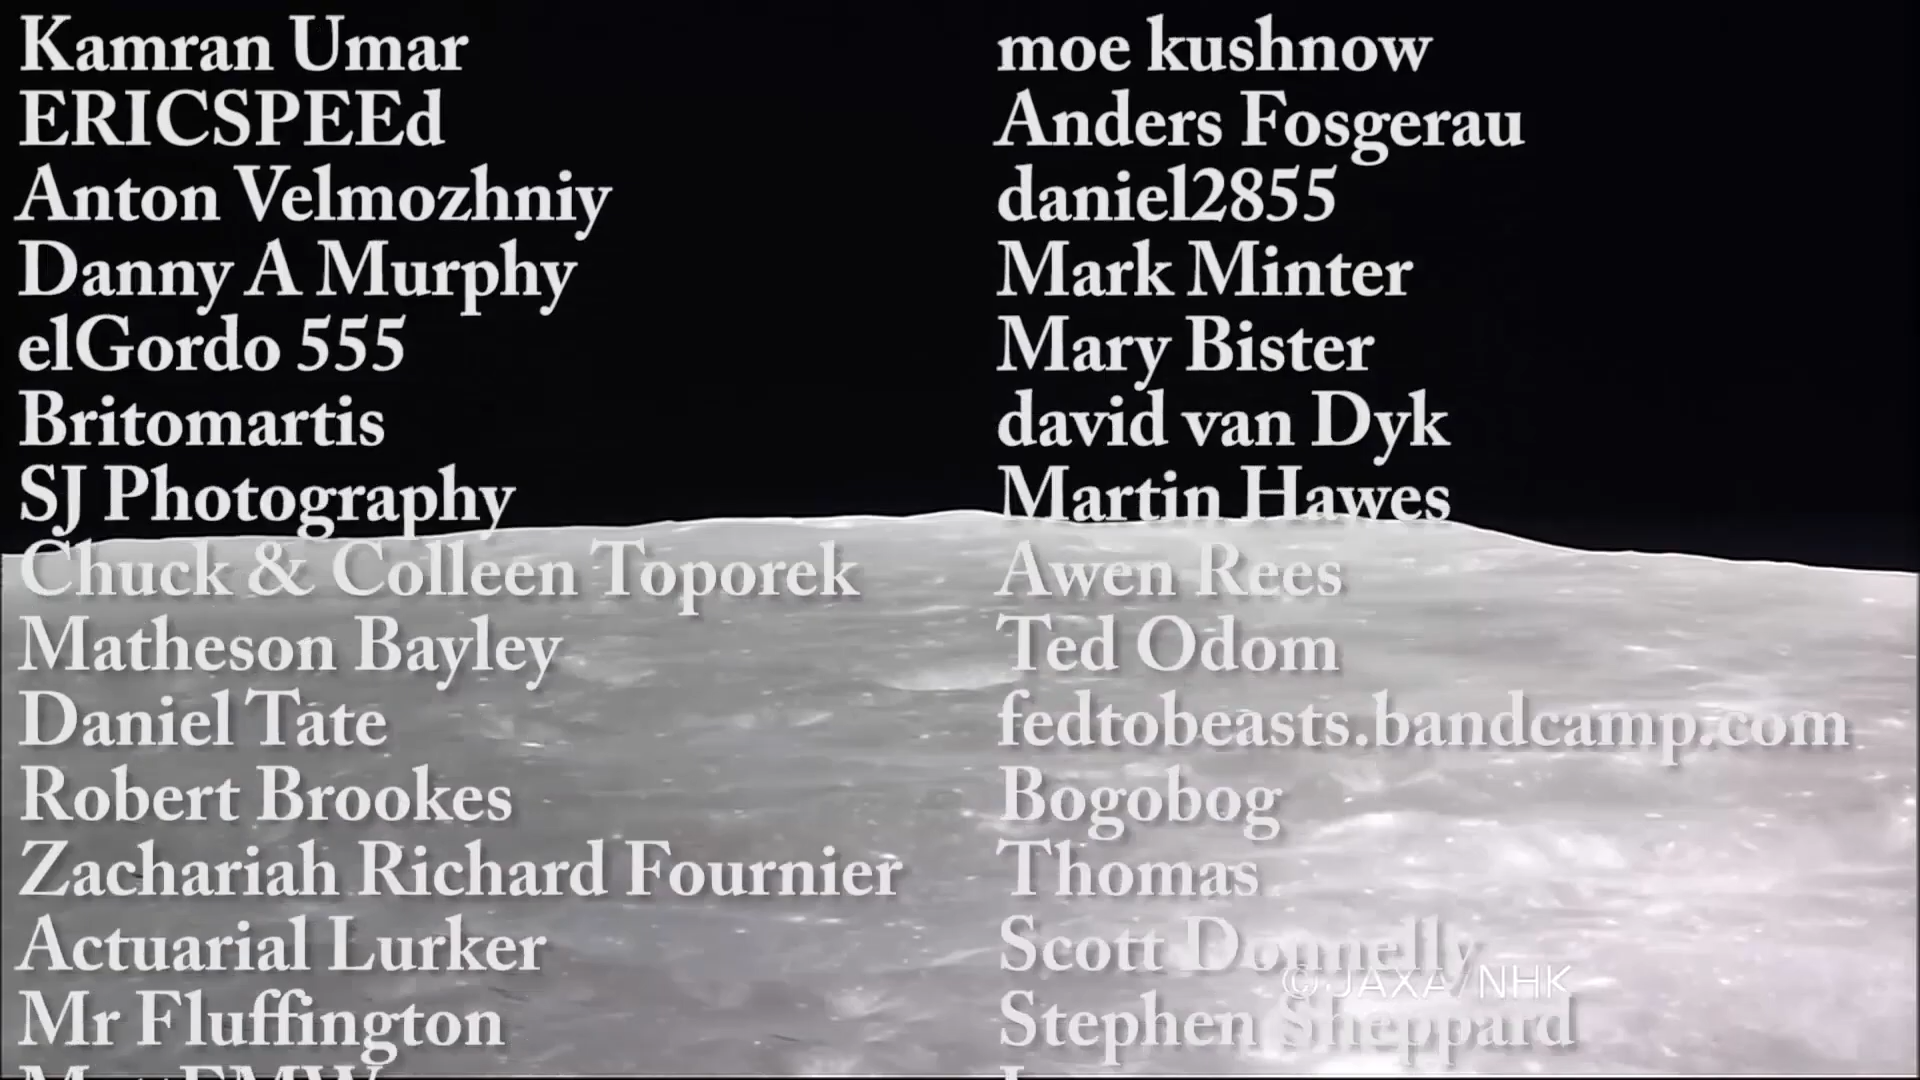 Kamran Umar
ERICSPEEd
Anton Velmozhniy
Danny A Murphy
elGordo 555
Britomartis
SJ Photography
Chuck & Colleen Toporek
Matheson Bayley
Daniel Tate
Robert Brookes
Zachariah Richard Fournier
Actuarial Lurker
Mr Fluffington
moe kushnow
Anders Fosgerau
daniel2855
Mark Minter
Mary Bister
david van Dyk
Martin Hawes
Awen Rees
Ted Odom
fedtobeasts.bandcamp.com
Bogobog
Thomas
Scott Donnelly
©JAXA/NHK
Stephen Sheppard